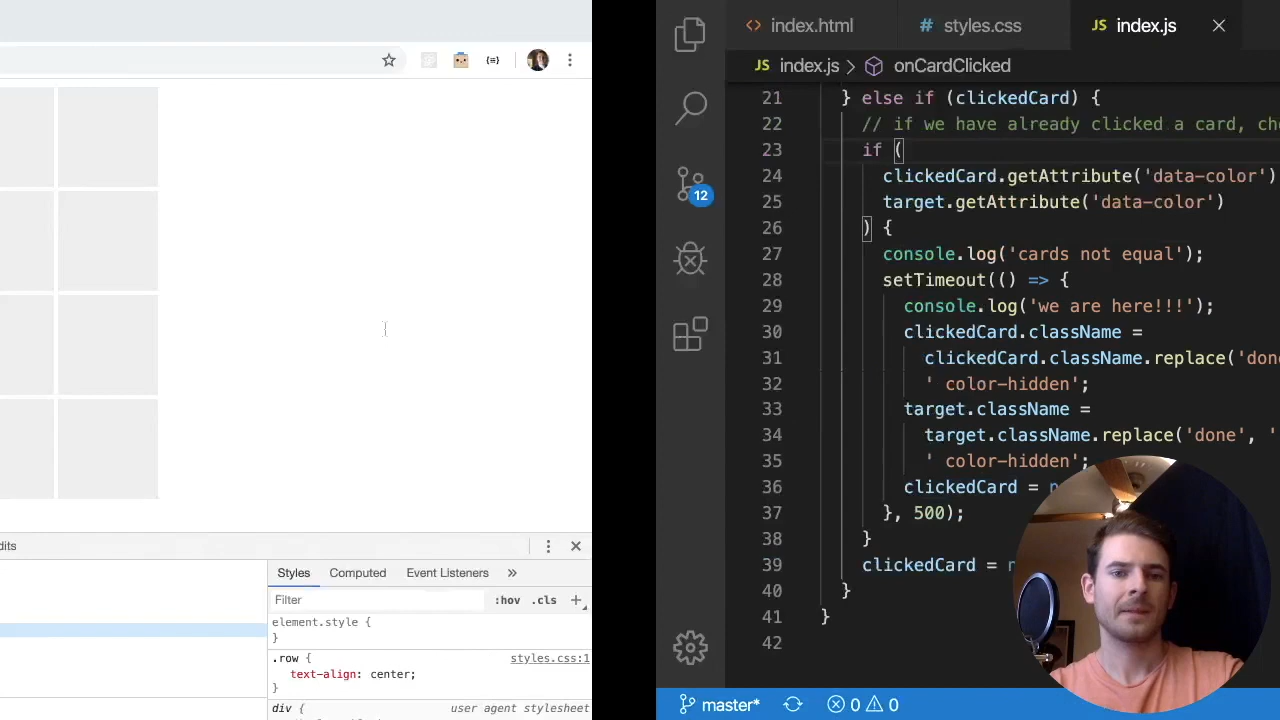 index.html
styles.css
JS index.js
JS index.js > onCardClicked
21 } else if (clickedCard) {
22 // if we have already clicked a card,
23 if (
24 clickedCard.getAttribute('data-color')
25 target.getAttribute('data-color')
26 ) {
27 console.log('cards not equal');
28 setTimeout(() => {
29 console.log('we are here!!!');
30 clickedCard.className =
31 clickedCard.className.replace('don
32 ' color-hidden';
33 target.className =
34 target.className.replace('done', '
35 ' color-hidden';
36 clickedCard =
37 }, 500);
38 }
39 clickedCard =
40 }
41 }
42
12
dits
Styles Computed Event Listeners »
Filter :hov .cls +
element.style {
}
.row { styles.css:1
text-align: center;
}
div { user agent stylesheet
master* 0 0